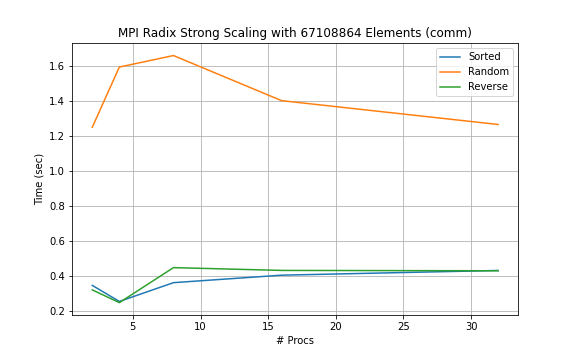 MPI Radix Strong Scaling with 67108864 Elements (comm)
Sorted
Random
Reverse
Time (sec)
1.6
1.4
1.2
1.0
0.8
0.6
0.4
0.2
5
10
15
20
25
30
# Procs